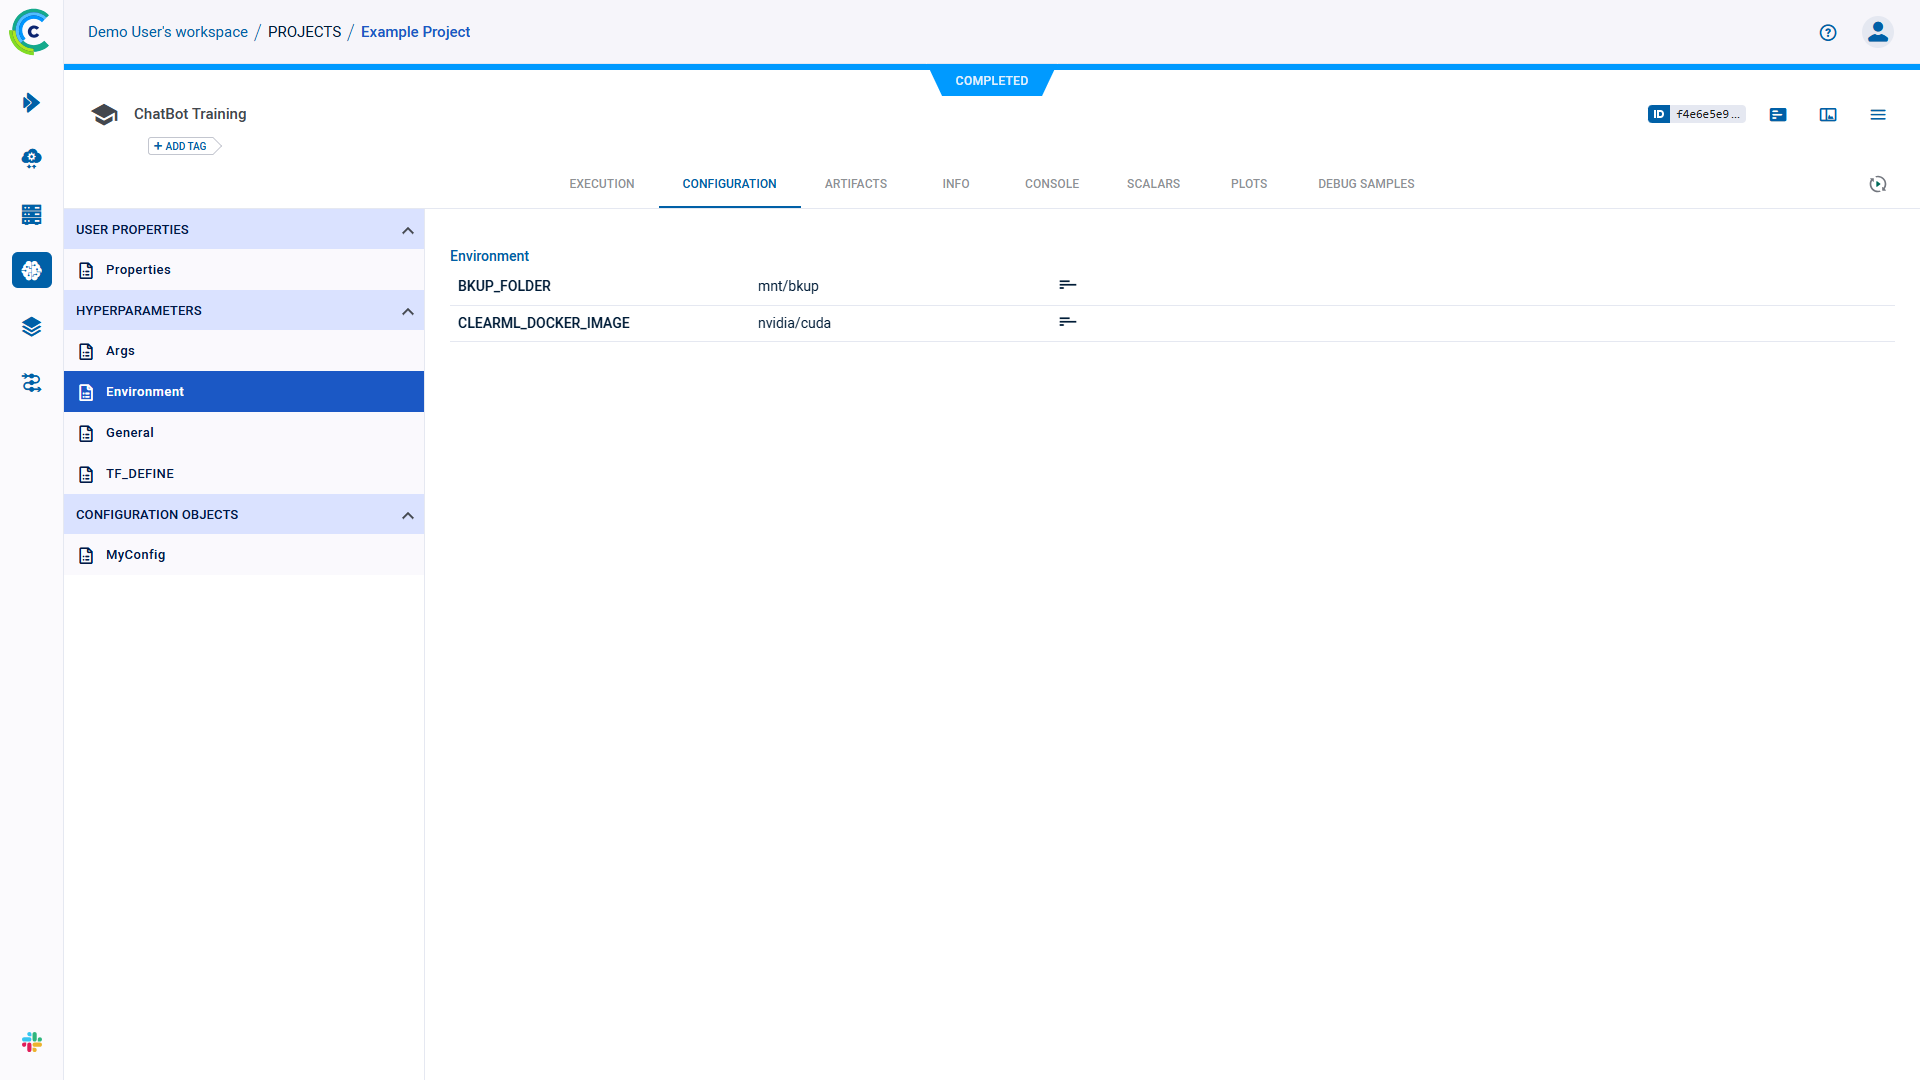 Demo User's workspace / PROJECTS / Example Project
COMPLETED
ChatBot Training
ID f4e6e5e9...
+ ADD TAG
EXECUTION CONFIGURATION ARTIFACTS INFO CONSOLE SCALARS PLOTS DEBUG SAMPLES
USER PROPERTIES
Properties
HYPERPARAMETERS
Args
Environment
General
TF_DEFINE
CONFIGURATION OBJECTS
MyConfig
Environment
BKUP_FOLDER mnt/bkup
CLEARML_DOCKER_IMAGE nvidia/cuda